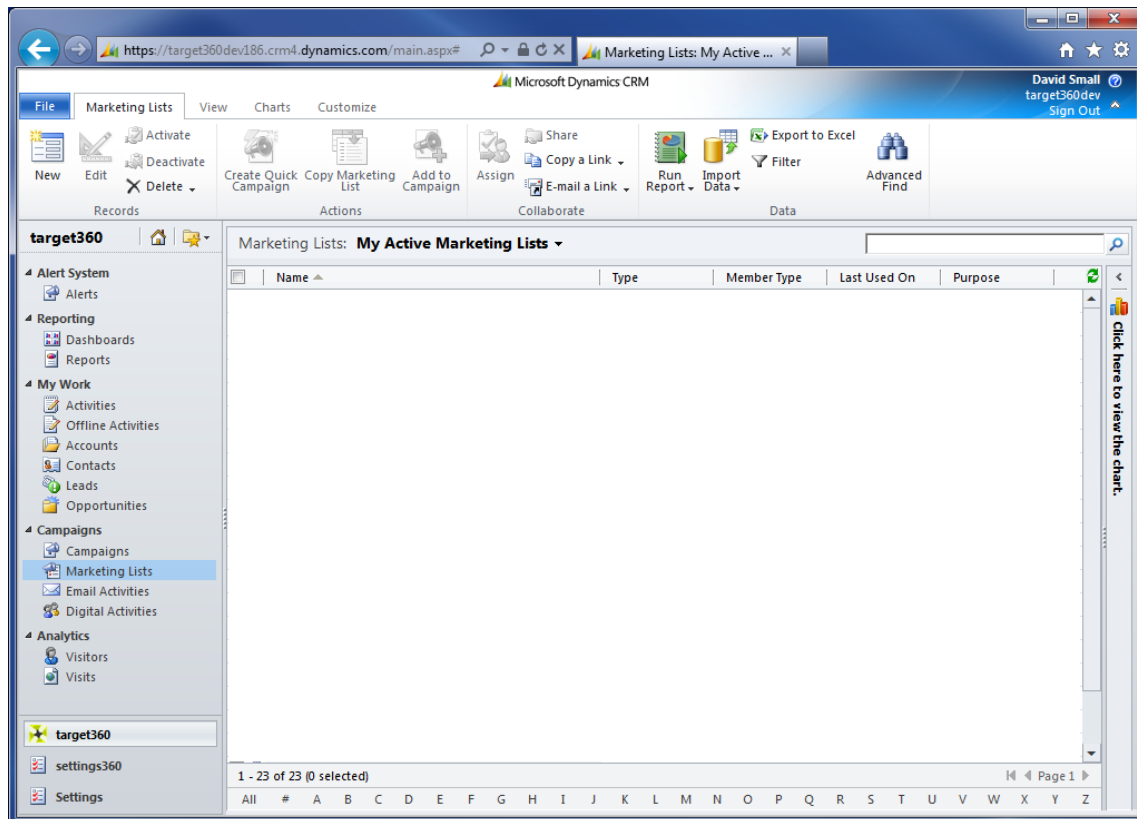 https://target360dev186.crm4.dynamics.com/main.aspx#
Marketing Lists: My Active ...
Microsoft Dynamics CRM
David Small
target360dev
Sign Out
File Marketing Lists View Charts Customize
New
Edit
Activate
Deactivate
Delete
Records
Create Quick Campaign
Copy Marketing List
Add to Campaign
Actions
Assign
Share
Copy a Link
E-mail a Link
Collaborate
Run Report
Import Data
Export to Excel
Filter
Advanced Find
Data
target360
Marketing Lists: My Active Marketing Lists
Name Type Member Type Last Used On Purpose
Alert System
Alerts
Reporting
Dashboards
Reports
My Work
Activities
Offline Activities
Accounts
Contacts
Leads
Opportunities
Campaigns
Campaigns
Marketing Lists
Email Activities
Digital Activities
Analytics
Visitors
Visits
target360
settings360
Settings
Click here to view the chart.
1 - 23 of 23 (0 selected)
Page 1
All # A B C D E F G H I J K L M N O P Q R S T U V W X Y Z